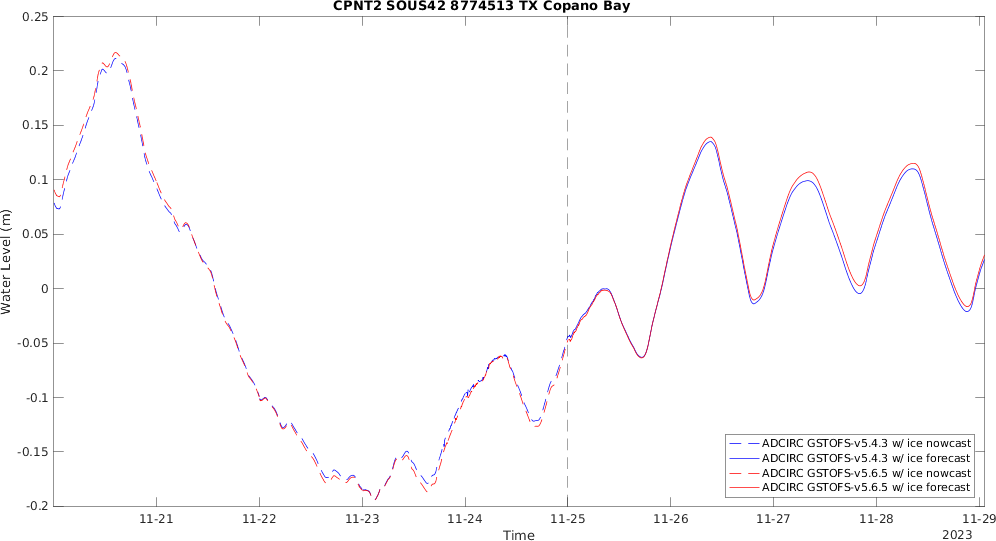 CPNT2 SOUS42 8774513 TX Copano Bay
0.25
0.2
0.15
0.1
0.05
0
-0.05
-0.1
-0.15
-0.2
Water Level (m)
11-21 11-22 11-23 11-24 11-25 11-26 11-27 11-28 11-29
Time
2023
ADCIRC GSTOFS-v5.4.3 w/ ice nowcast
ADCIRC GSTOFS-v5.4.3 w/ ice forecast
ADCIRC GSTOFS-v5.6.5 w/ ice nowcast
ADCIRC GSTOFS-v5.6.5 w/ ice forecast